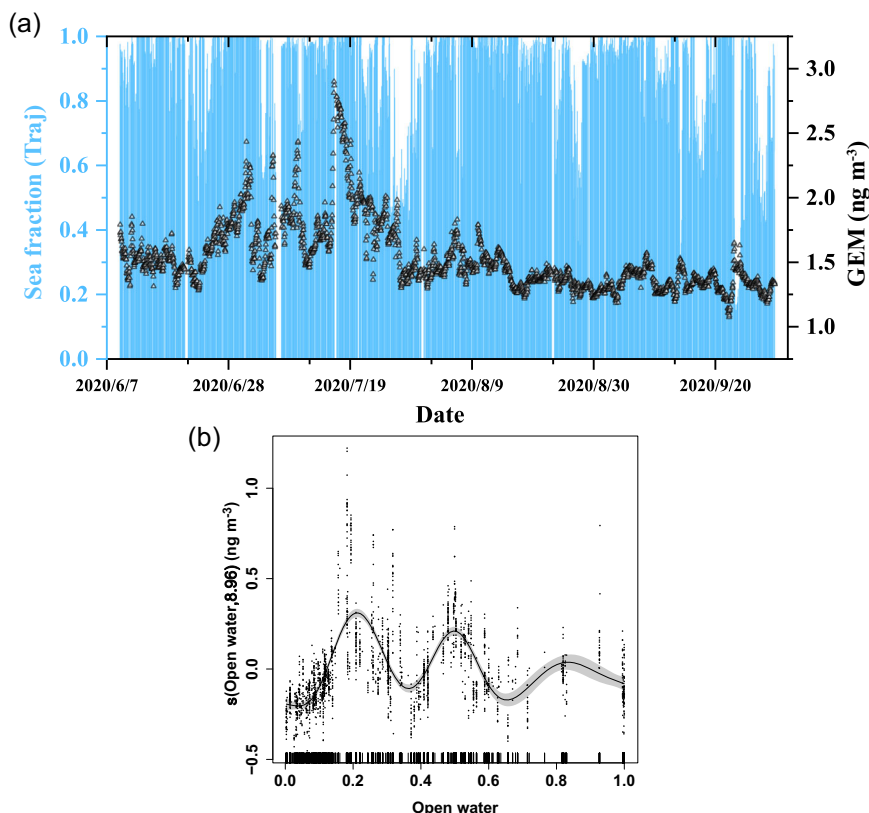 (a)
Sea fraction (Traj)
1.0
0.8
0.6
0.4
0.2
0.0
3.0
2.5
2.0
1.5
1.0
GEM (ng m⁻³)
2020/6/7 2020/6/28 2020/7/19 2020/8/9 2020/8/30 2020/9/20
Date
(b)
s(Open water,8.96) (ng m⁻³)
1.0
0.5
0.0
−0.5
0.0 0.2 0.4 0.6 0.8 1.0
Open water